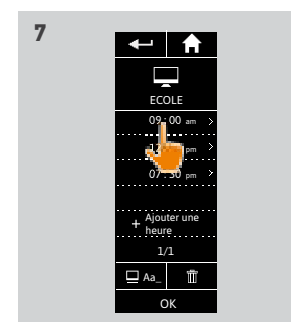 7
ECOLE
09:00 am >
pm >
07:30 pm >
+ Ajouter une
heure
1/1
Aa_
OK